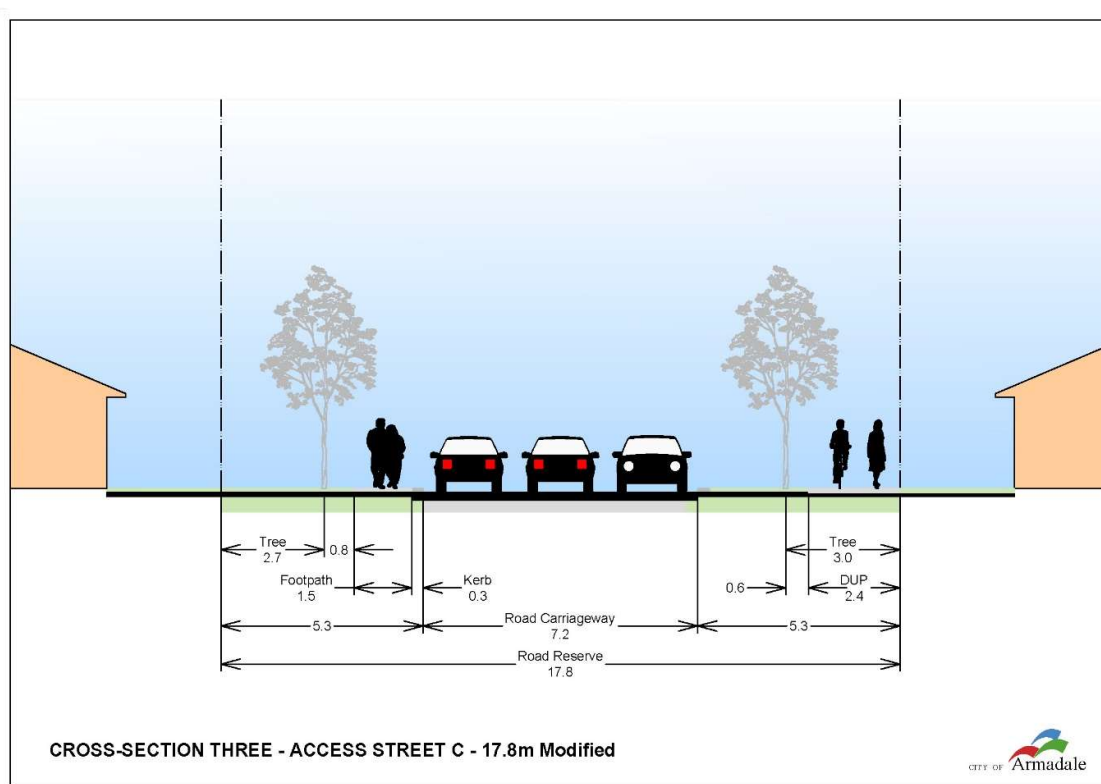 Tree
2.7
0.8
Tree
3.0
Footpath
1.5
Kerb
0.3
0.6
DUP
2.4
5.3
Road Carriageway
7.2
5.3
Road Reserve
17.8
CROSS-SECTION THREE - ACCESS STREET C - 17.8m Modified
CITY OF Armadale